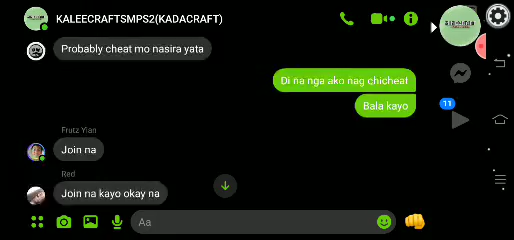 KALEECRAFTSMPS2(KADACRAFT)
Probably cheat mo nasira yata
Di na nga ako nag chicheat
Bala kayo
11
Frutz Yian
Join na
Red
Join na kayo okay na
Aa